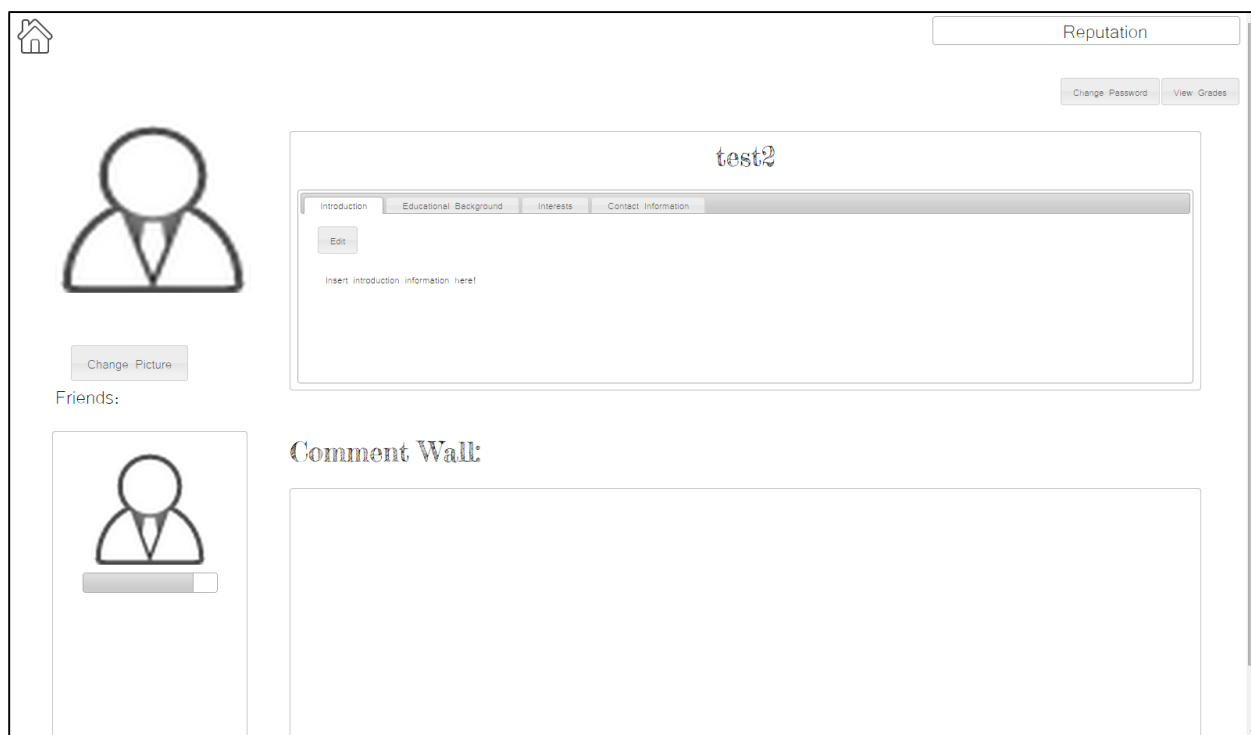 Reputation
Change Password View Grades
test2
Introduction Educational Background Interests Contact Information
Edit
Insert introduction information here!
Change Picture
Friends:
Comment Wall: